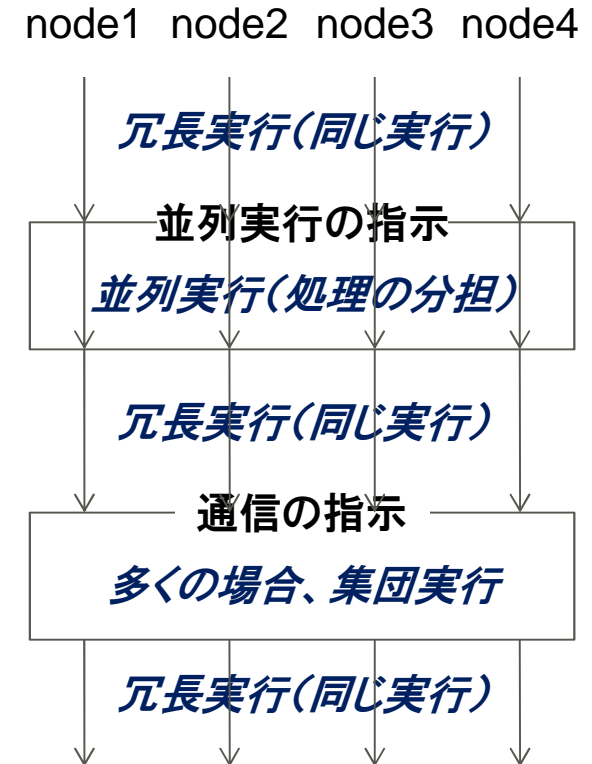 node1 node2 node3 node4
冗長実行(同じ実行)
並列実行の指示
並列実行(処理の分担)
冗長実行(同じ実行)
通信の指示
多くの場合、集団実行
冗長実行(同じ実行)